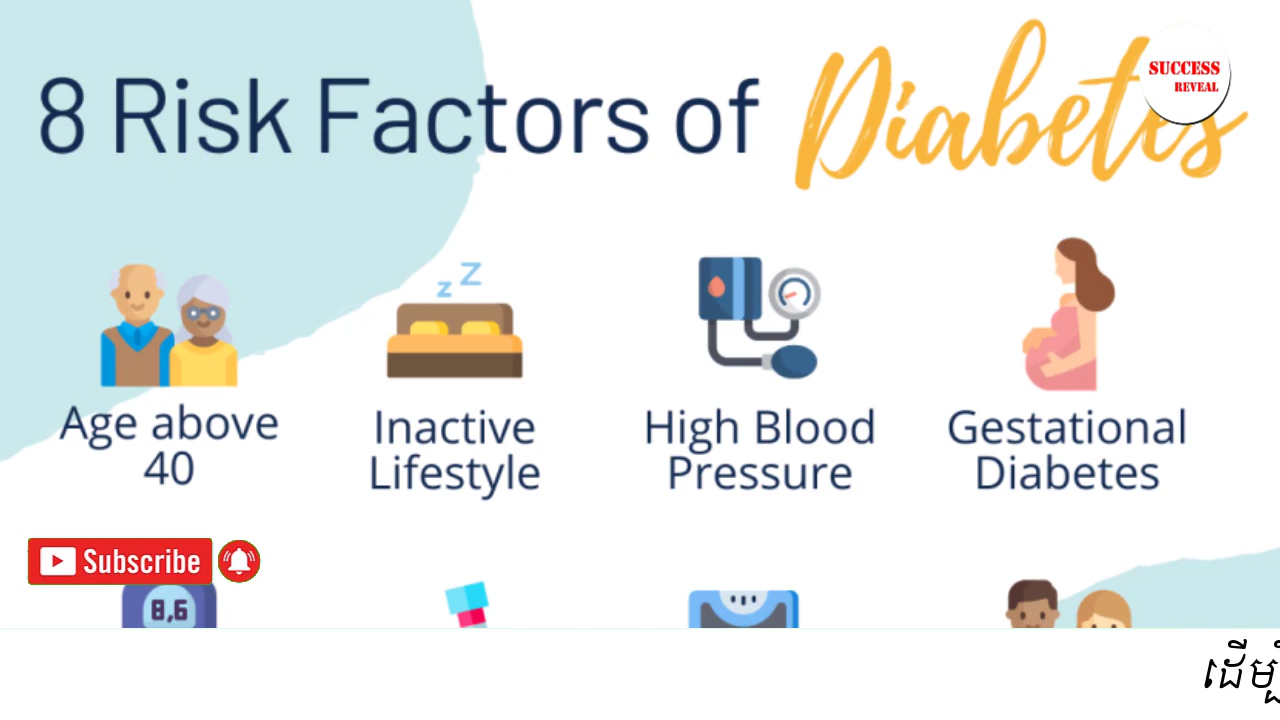 8 Risk Factors of Diabetes
SUCCESS
REVEAL
z Z
Age above
40
Inactive
Lifestyle
High Blood
Pressure
Gestational
Diabetes
Subscribe
8,6